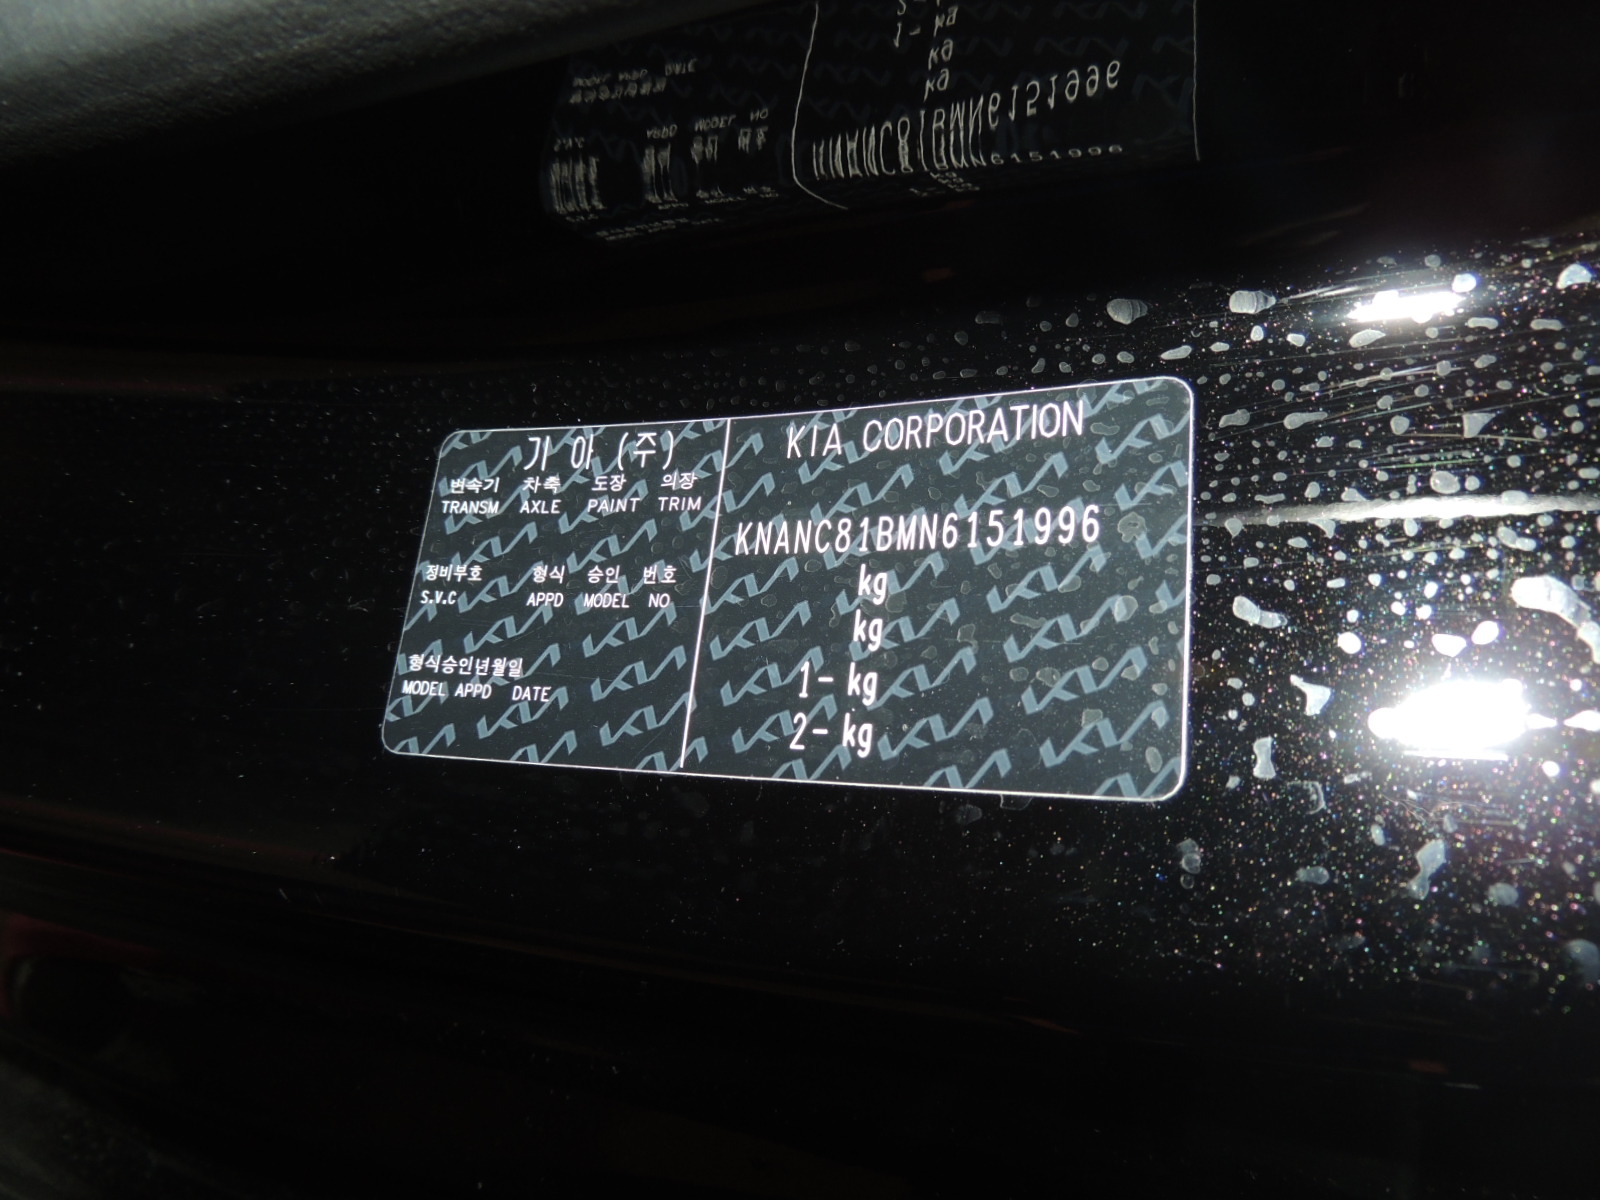 기아(주)
변속기 차축 도장 의장
TRANSM AXLE PAINT TRIM
정비부호 형식 승인 번호
S.V.C APPD MODEL NO
형식승인년월일
MODEL APPD DATE
KIA CORPORATION
KNANC81BMN6151996
kg
kg
1- kg
2- kg